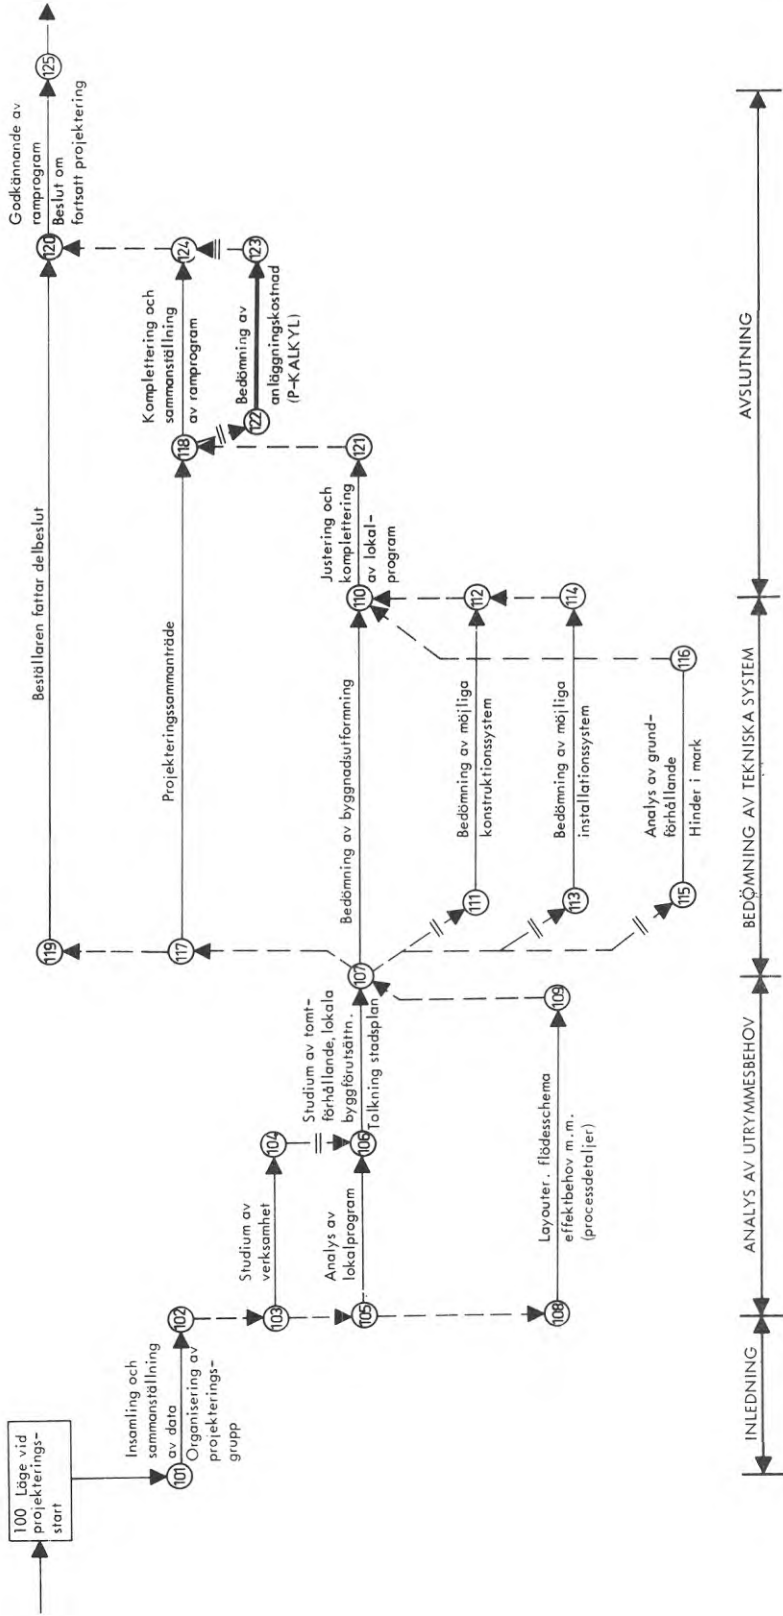 100 Läge vid
projekterings-
start
101
Insamling och
sammanställning
av data
Organisering av
projekterings-
grupp
102
103
Studium av
verksamhet
104
105
Analys av
lokalprogram
106
Studium av tomt-
förhållande, lokala
byggförutsättn.
Tolkning stadsplan
107
108
Layouter, flödesschema
effektbehov m.m.
(processdetaljer)
109
119
Beställaren fattar delbeslut
120
Godkännande av
ramprogram
Beslut om
fortsatt projektering
125
117
Projekteringssammanträde
118
Komplettering och
sammanställning
av ramprogram
124
122
Bedömning av
anläggningskostnad
(P-KALKYL)
123
Bedömning av byggnadsutformning
110
Justering och
komplettering
av lokal-
program
121
111
Bedömning av möjliga
konstruktionssystem
112
113
Bedömning av möjliga
installationssystem
114
115
Analys av grund-
förhållande
Hinder i mark
116
INLEDNING
ANALYS AV UTRYMMESBEHOV
BEDÖMNING AV TEKNISKA SYSTEM
AVSLUTNING